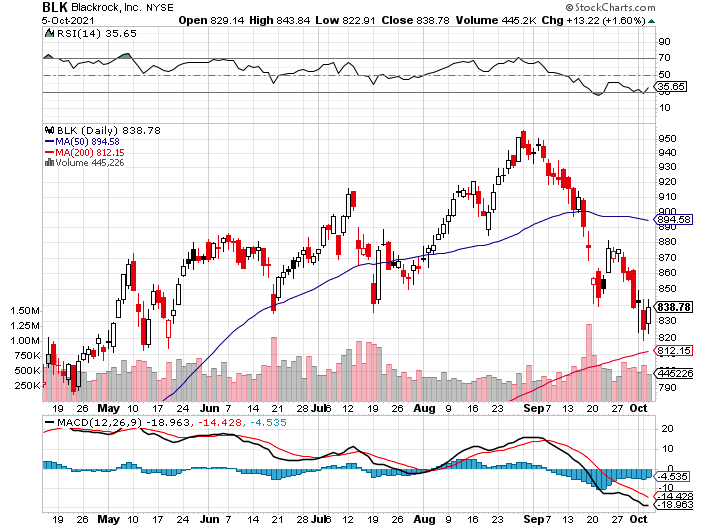 BLK Blackrock, Inc. NYSE © StockCharts.com
5-Oct-2021 Open 829.14 High 843.84 Low 822.91 Close 838.78 Volume 445.2K Chg +13.22 (+1.60%)
RSI(14) 35.65
90
70
50
35.65
30
10
BLK (Daily) 838.78
MA(50) 894.58
MA(200) 812.15
Volume 445,226
950
940
930
920
910
900
894.58
890
880
870
860
850
838.78
830
820
812.15
445226
790
1.50M
1.25M
1.00M
750K
500K
250K
19 26 May 10 17 24 Jun 7 14 21 28 Jul 6 12 19 26 Aug 9 16 23 Sep 7 13 20 27 Oct
MACD(12,26,9) -18.963, -14.428, -4.535
20
10
0
-4.535
-10
-14.428
-18.963
19 26 May 10 17 24 Jun 7 14 21 28 Jul 6 12 19 26 Aug 9 16 23 Sep 7 13 20 27 Oct